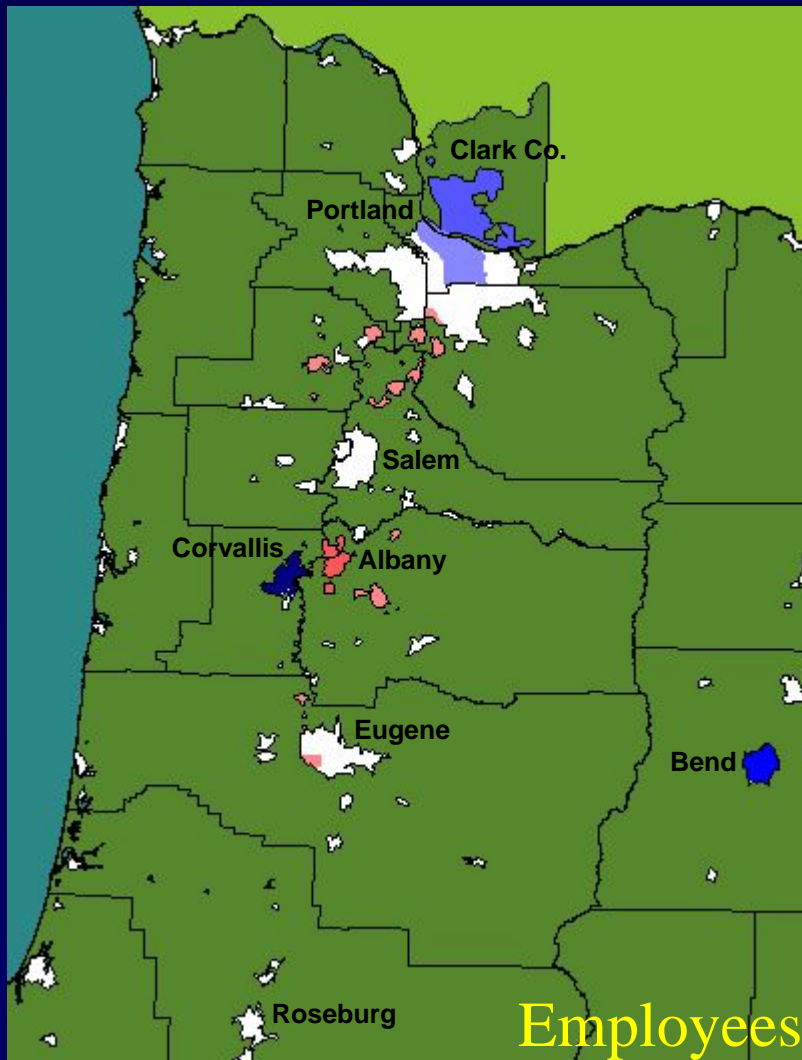 Clark Co.
Portland
Salem
Corvallis
Albany
Eugene
Bend
Roseburg
Employees